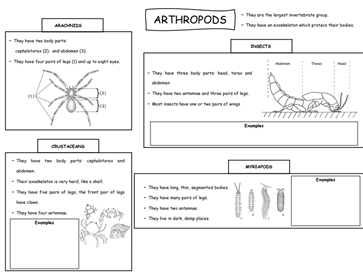 ARTHROPODS
- They are the largest invertebrate group.
- They have an exoskeleton which protects their bodies
ARACHNIDS
- They have two body parts:
cephalotorax (2). and abdomen (3).
- They have four pairs of legs (1) and up to eight eyes.
(1)
(2)
(3)
INSECTS
- They have three body parts: head, torax and
abdomen.
- They have two antennae and three pairs of legs.
- Most insects have one or two pairs of wings
Abdomen Thorax Head
Examples
CRUSTACEANS
- They have two body parts: cephalotorax and
abdomen.
- Their exoskeleton is very hard, like a shell.
- They have five pairs of legs, the front pair of legs
have claws.
- They have four antennas.
Examples
MYRIAPODS
- They have long, thin, segmented bodies
- They have many pairs of legs.
- They have two antennas.
- They live in dark, damp places.
Examples